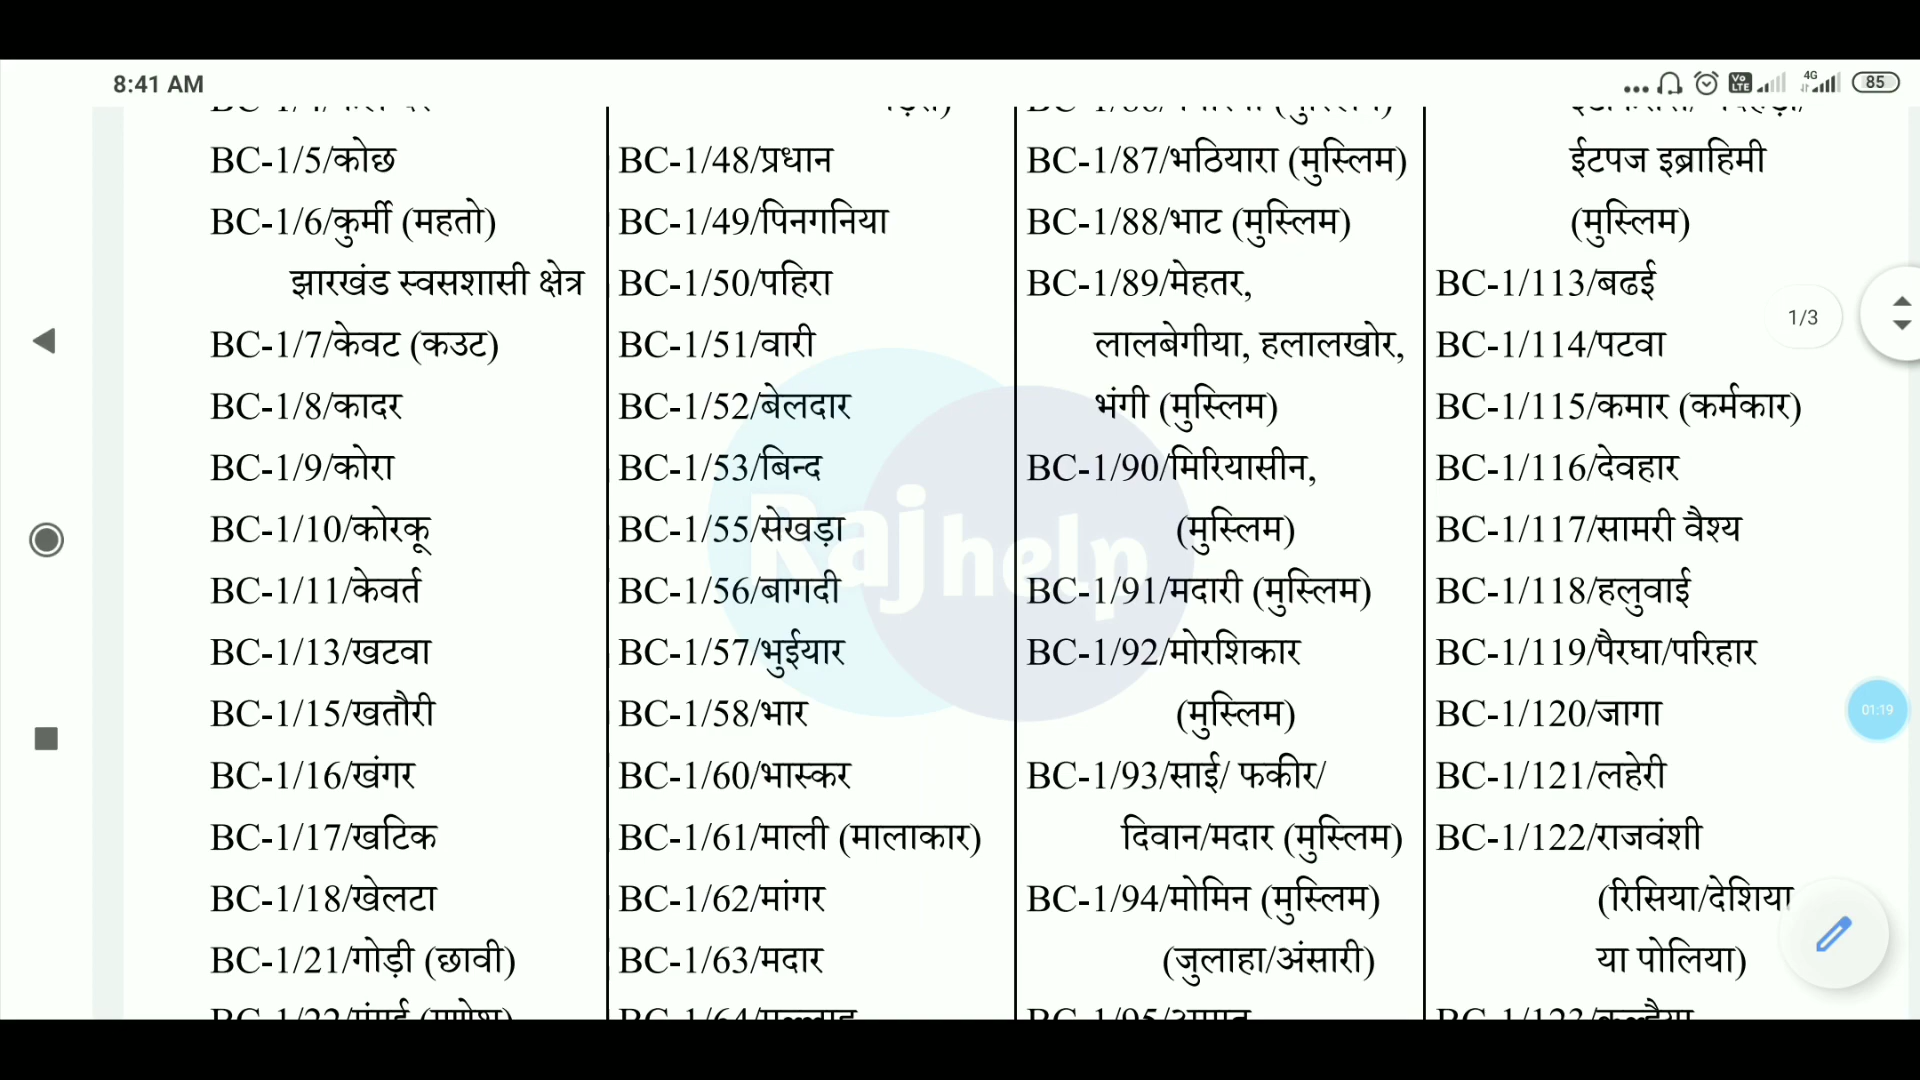 8:41 AM
4G
Vo LTE
85
BC-1/5/कोछ
BC-1/6/कुर्मी (महतो)
झारखंड स्वसशासी क्षेत्र
BC-1/7/केवट (कउट)
BC-1/8/कादर
BC-1/9/कोरा
BC-1/10/कोरकू
BC-1/11/केवर्त
BC-1/13/खटवा
BC-1/15/खतौरी
BC-1/16/खंगर
BC-1/17/खटिक
BC-1/18/खेलटा
BC-1/21/गोड़ी (छावी)
BC-1/48/प्रधान
BC-1/49/पिनगनिया
BC-1/50/पहिरा
BC-1/51/वारी
BC-1/52/बेलदार
BC-1/53/बिन्द
BC-1/55/सेखड़ा
BC-1/56/बागदी
BC-1/57/भुईयार
BC-1/58/भार
BC-1/60/भास्कर
BC-1/61/माली (मालाकार)
BC-1/62/मांगर
BC-1/63/मदार
BC-1/87/भठियारा (मुस्लिम)
BC-1/88/भाट (मुस्लिम)
BC-1/89/मेहतर,
लालबेगीया, हलालखोर,
भंगी (मुस्लिम)
BC-1/90/मिरियासीन,
(मुस्लिम)
BC-1/91/मदारी (मुस्लिम)
BC-1/92/मोरशिकार
(मुस्लिम)
BC-1/93/साई/ फकीर/
दिवान/मदार (मुस्लिम)
BC-1/94/मोमिन (मुस्लिम)
(जुलाहा/अंसारी)
ईटपज इब्राहिमी
(मुस्लिम)
BC-1/113/बढई
BC-1/114/पटवा
BC-1/115/कमार (कर्मकार)
BC-1/116/देवहार
BC-1/117/सामरी वैश्य
BC-1/118/हलुवाई
BC-1/119/पैरघा/परिहार
BC-1/120/जागा
BC-1/121/लहेरी
BC-1/122/राजवंशी
(रिसिया/देशिया
या पोलिया)
1/3
01:19
Rajhelp